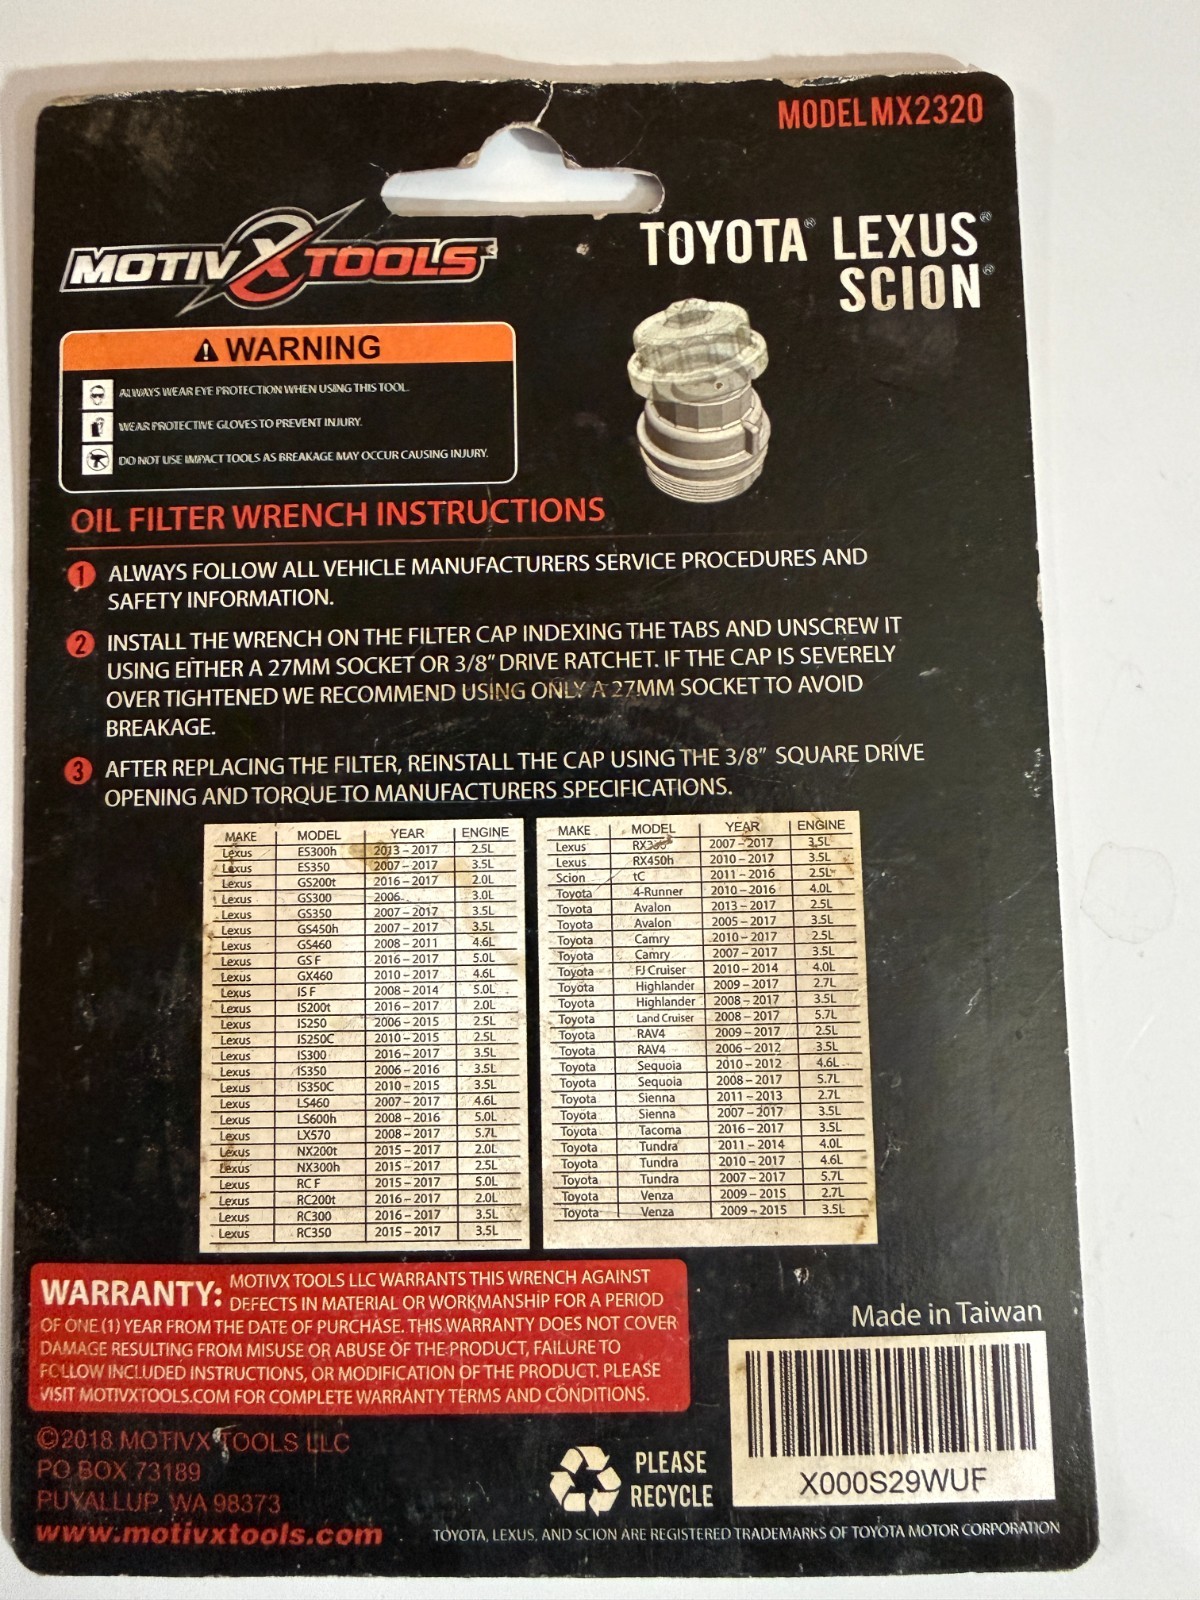 MODEL MX2320
MOTIVX TOOLS
TOYOTA® LEXUS®
SCION®
WARNING
ALWAYS WEAR EYE PROTECTION WHEN USING THIS TOOL.
WEAR PROTECTIVE GLOVES TO PREVENT INJURY.
DO NOT USE IMPACT TOOLS AS BREAKAGE MAY OCCUR CAUSING INJURY.
OIL FILTER WRENCH INSTRUCTIONS
1 ALWAYS FOLLOW ALL VEHICLE MANUFACTURERS SERVICE PROCEDURES AND
SAFETY INFORMATION.
2 INSTALL THE WRENCH ON THE FILTER CAP INDEXING THE TABS AND UNSCREW IT
USING EITHER A 27MM SOCKET OR 3/8" DRIVE RATCHET. IF THE CAP IS SEVERELY
OVER TIGHTENED WE RECOMMEND USING ONLY A 27MM SOCKET TO AVOID
BREAKAGE.
3 AFTER REPLACING THE FILTER, REINSTALL THE CAP USING THE 3/8" SQUARE DRIVE
OPENING AND TORQUE TO MANUFACTURERS SPECIFICATIONS.
MAKE MODEL YEAR ENGINE
Lexus ES300h 2013 – 2017 2.5L
Lexus ES350 2007 – 2017 3.5L
Lexus GS200t 2016 – 2017 2.0L
Lexus GS300 2006 3.0L
Lexus GS350 2007 – 2017 3.5L
Lexus GS450h 2007 – 2017 3.5L
Lexus GS460 2008 – 2011 4.6L
Lexus GS F 2016 – 2017 5.0L
Lexus GX460 2010 – 2017 4.6L
Lexus IS F 2008 – 2014 5.0L
Lexus IS200t 2016 – 2017 2.0L
Lexus IS250 2006 – 2015 2.5L
Lexus IS250C 2010 – 2015 2.5L
Lexus IS300 2016 – 2017 3.5L
Lexus IS350 2006 – 2016 3.5L
Lexus IS350C 2010 – 2015 3.5L
Lexus LS460 2007 – 2017 4.6L
Lexus LS600h 2008 – 2016 5.0L
Lexus LX570 2008 – 2017 5.7L
Lexus NX200t 2015 – 2017 2.0L
Lexus NX300h 2015 – 2017 2.5L
Lexus RC F 2015 – 2017 5.0L
Lexus RC200t 2016 – 2017 2.0L
Lexus RC300 2016 – 2017 3.5L
Lexus RC350 2015 – 2017 3.5L
MAKE MODEL YEAR ENGINE
Lexus 2007 – 2017 3.5L
Lexus RX450h 2010 – 2017 3.5L
Scion tC 2011 – 2016 2.5L
Toyota 4-Runner 2010 – 2016 4.0L
Toyota Avalon 2013 – 2017 2.5L
Toyota Avalon 2005 – 2017 3.5L
Toyota Camry 2010 – 2017 2.5L
Toyota Camry 2007 – 2017 3.5L
Toyota FJ Cruiser 2010 – 2014 4.0L
Toyota Highlander 2009 – 2017 2.7L
Toyota Highlander 2008 – 2017 3.5L
Toyota Land Cruiser 2008 – 2017 5.7L
Toyota RAV4 2009 – 2017 2.5L
Toyota RAV4 2006 – 2012 3.5L
Toyota Sequoia 2010 – 2012 4.6L
Toyota Sequoia 2008 – 2017 5.7L
Toyota Sienna 2011 – 2013 2.7L
Toyota Sienna 2007 – 2017 3.5L
Toyota Tacoma 2016 – 2017 3.5L
Toyota Tundra 2011 – 2014 4.0L
Toyota Tundra 2010 – 2017 4.6L
Toyota Tundra 2007 – 2017 5.7L
Toyota Venza 2009 – 2015 2.7L
Toyota Venza 2009 – 2015 3.5L
WARRANTY: MOTIVX TOOLS LLC WARRANTS THIS WRENCH AGAINST
DEFECTS IN MATERIAL OR WORKMANSHIP FOR A PERIOD
OF ONE (1) YEAR FROM THE DATE OF PURCHASE. THIS WARRANTY DOES NOT COVER
DAMAGE RESULTING FROM MISUSE OR ABUSE OF THE PRODUCT, FAILURE TO
FOLLOW INCLUDED INSTRUCTIONS, OR MODIFICATION OF THE PRODUCT. PLEASE
VISIT MOTIVXTOOLS.COM FOR COMPLETE WARRANTY TERMS AND CONDITIONS.
Made in Taiwan
X000S29WUF
©2018 MOTIVX TOOLS LLC
PO BOX 73189
PUYALLUP, WA 98373
www.motivxtools.com
PLEASE
RECYCLE
TOYOTA, LEXUS, AND SCION ARE REGISTERED TRADEMARKS OF TOYOTA MOTOR CORPORATION